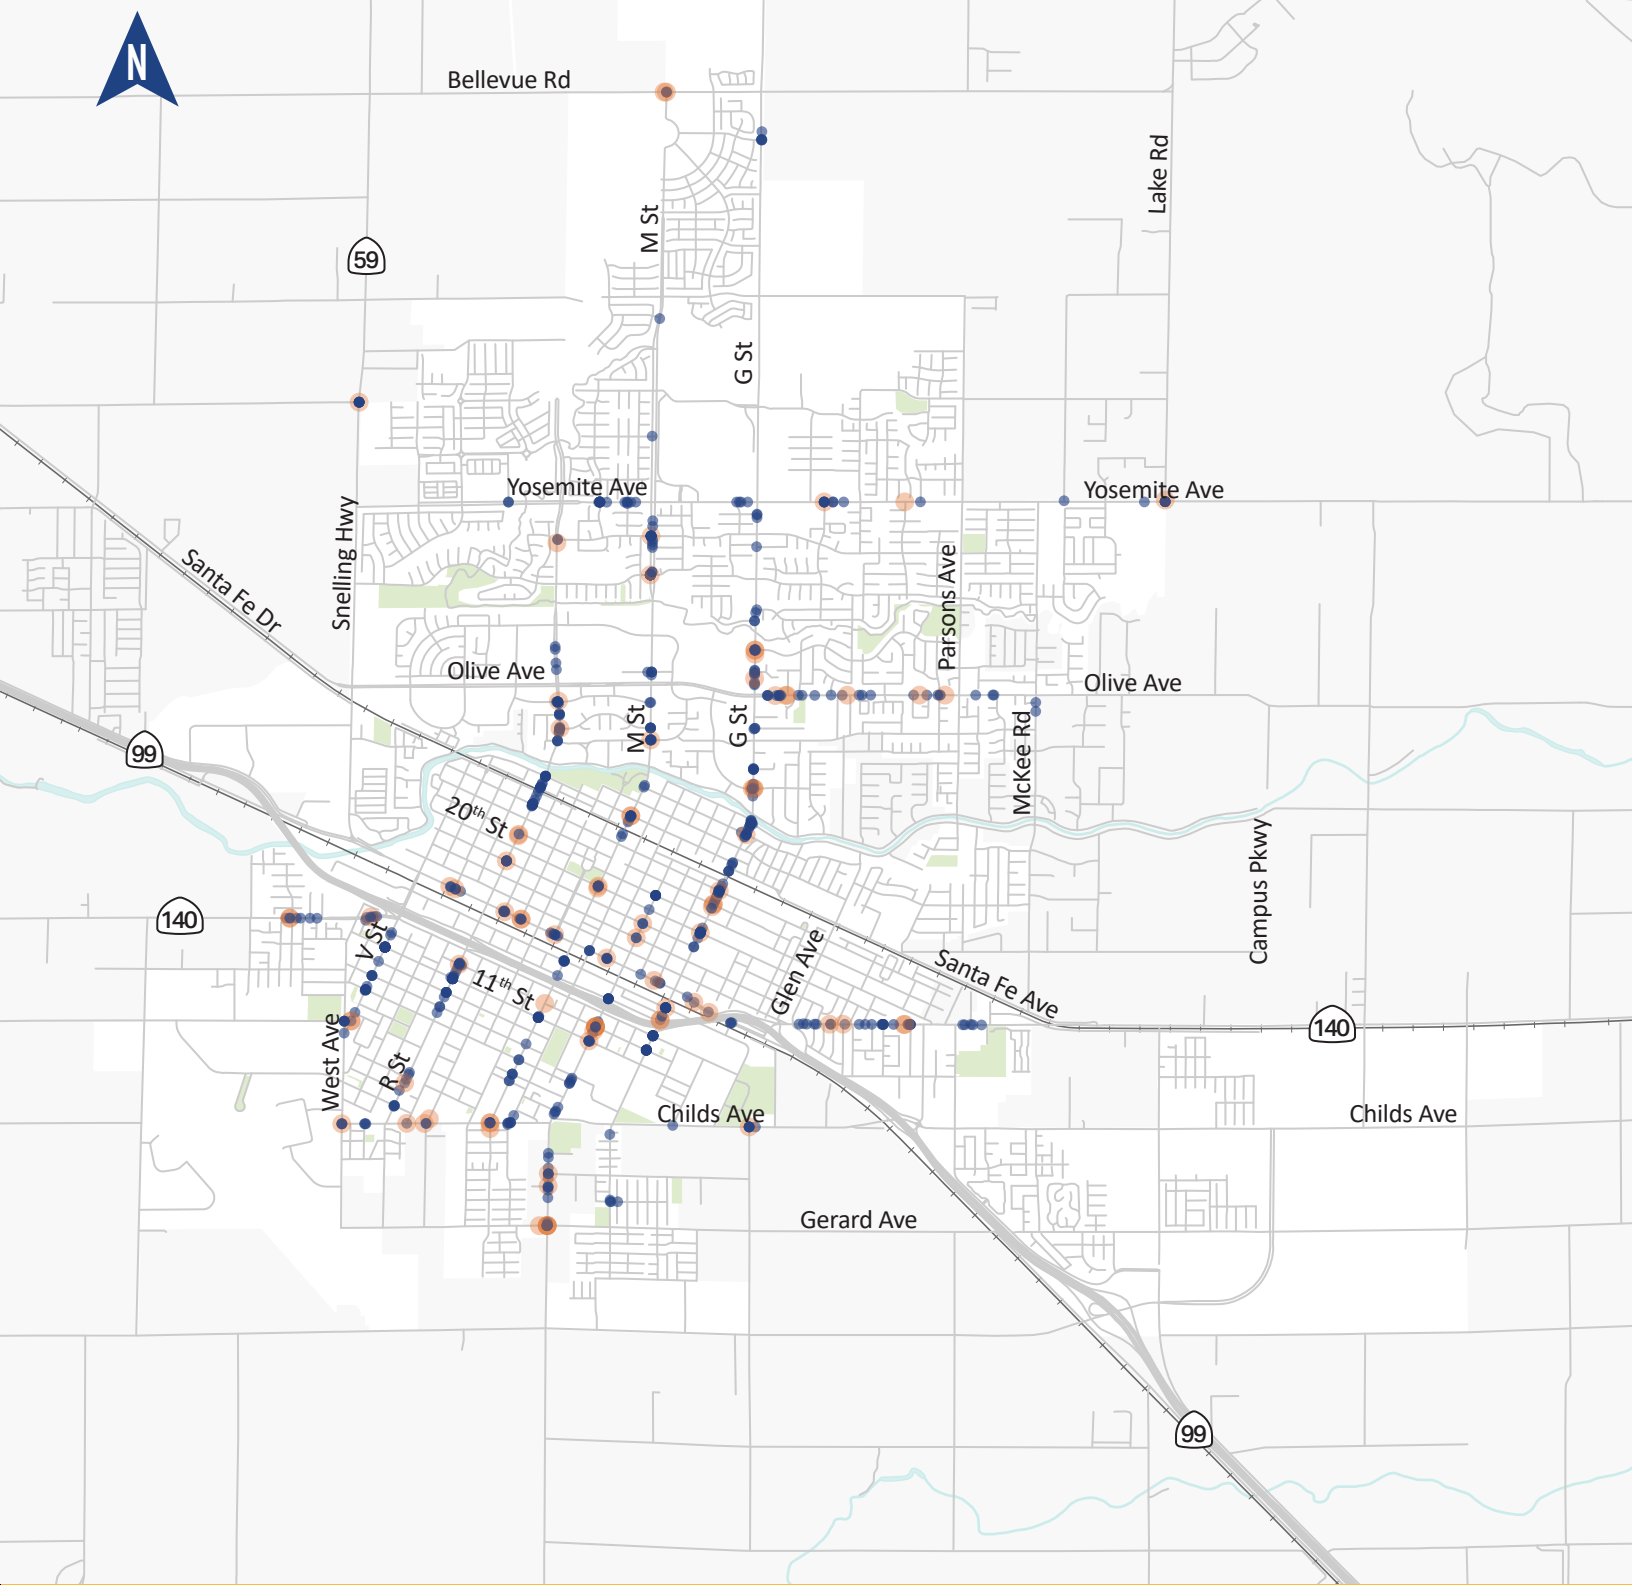 N
Bellevue Rd
Lake Rd
M St
59
G St
Yosemite Ave
Yosemite Ave
Snelling Hwy
Santa Fe Dr
Parsons Ave
Olive Ave
Olive Ave
M St
G St
McKee Rd
99
20th St
Campus Pkwy
140
V St
11th St
Glen Ave
Santa Fe Ave
140
West Ave
R St
Childs Ave
Childs Ave
Gerard Ave
99